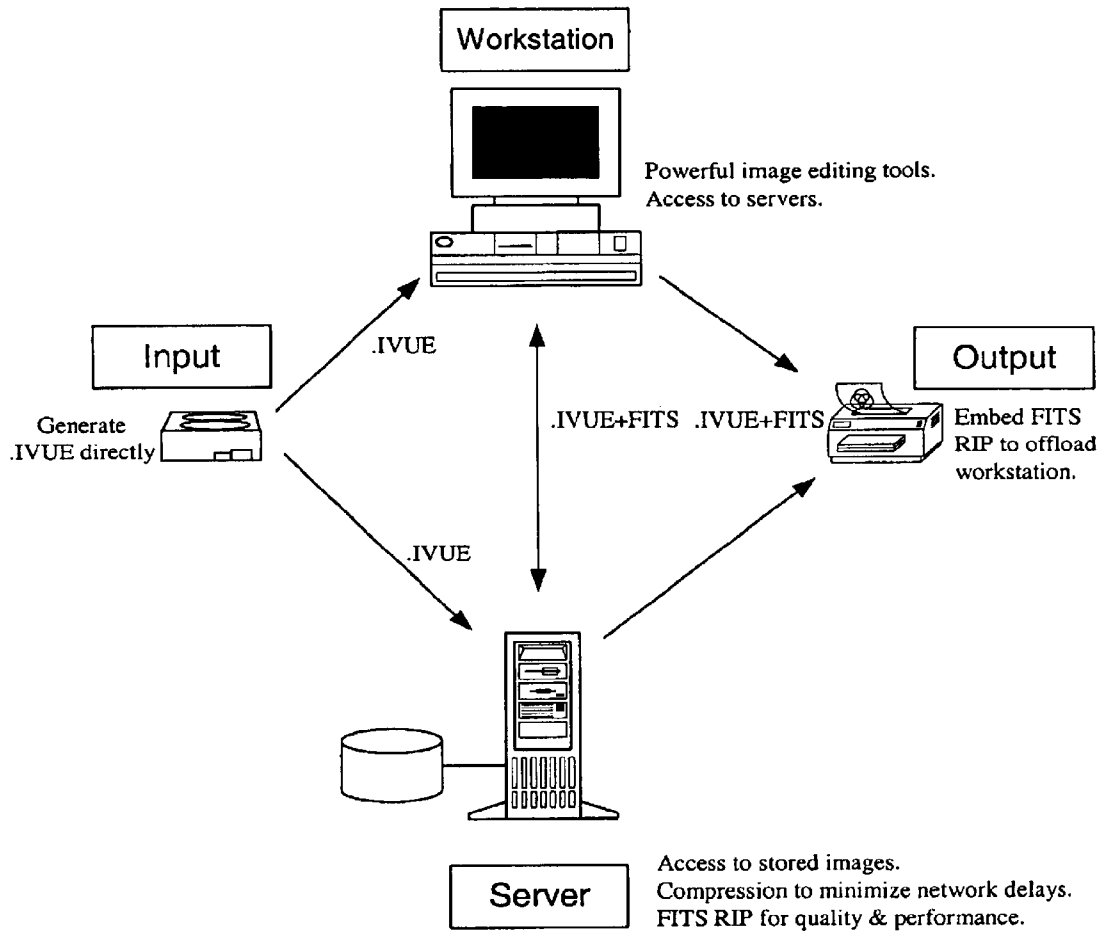 Workstation
Powerful image editing tools.
Access to servers.
.IVUE
Input
Generate
.IVUE directly
.IVUE+FITS
.IVUE+FITS
Output
Embed FITS
RIP to offload
workstation.
.IVUE
Server
Access to stored images.
Compression to minimize network delays.
FITS RIP for quality & performance.